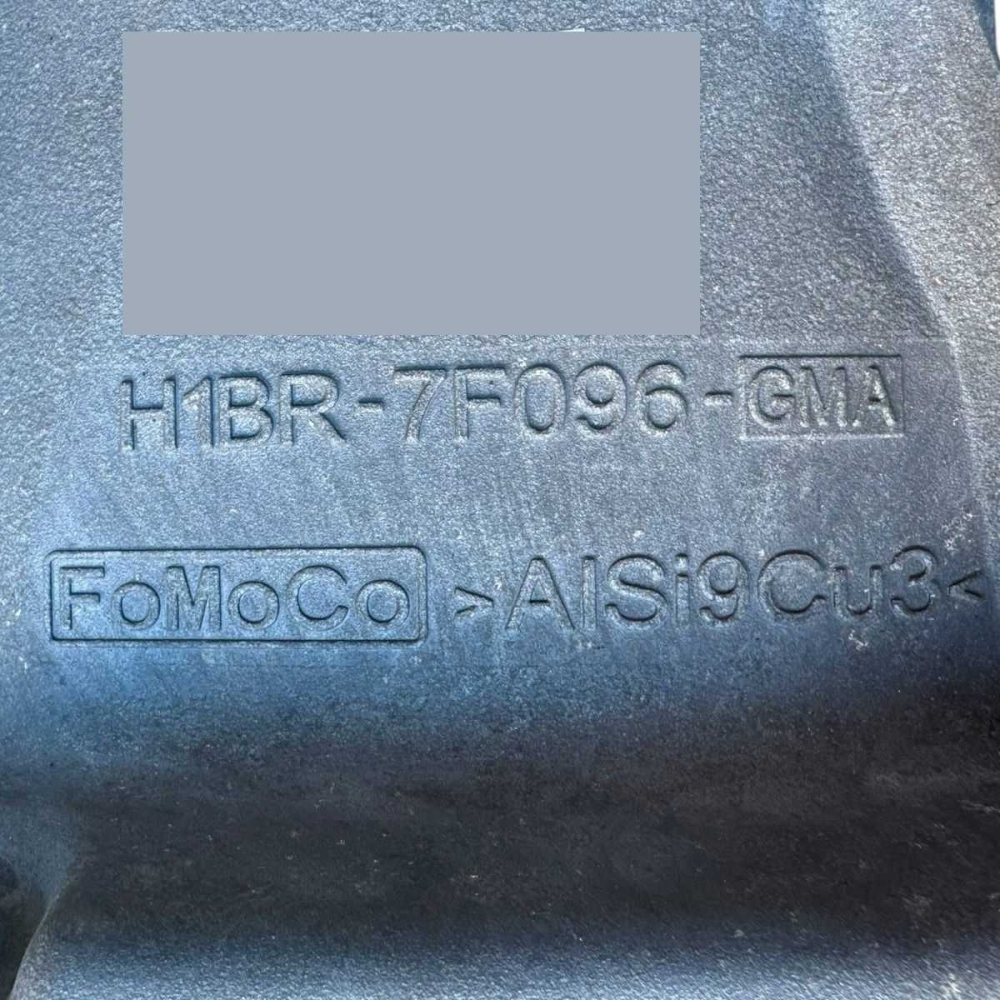 H1BR-7F096-GMA
FoMoCo >AlSi9Cu3<